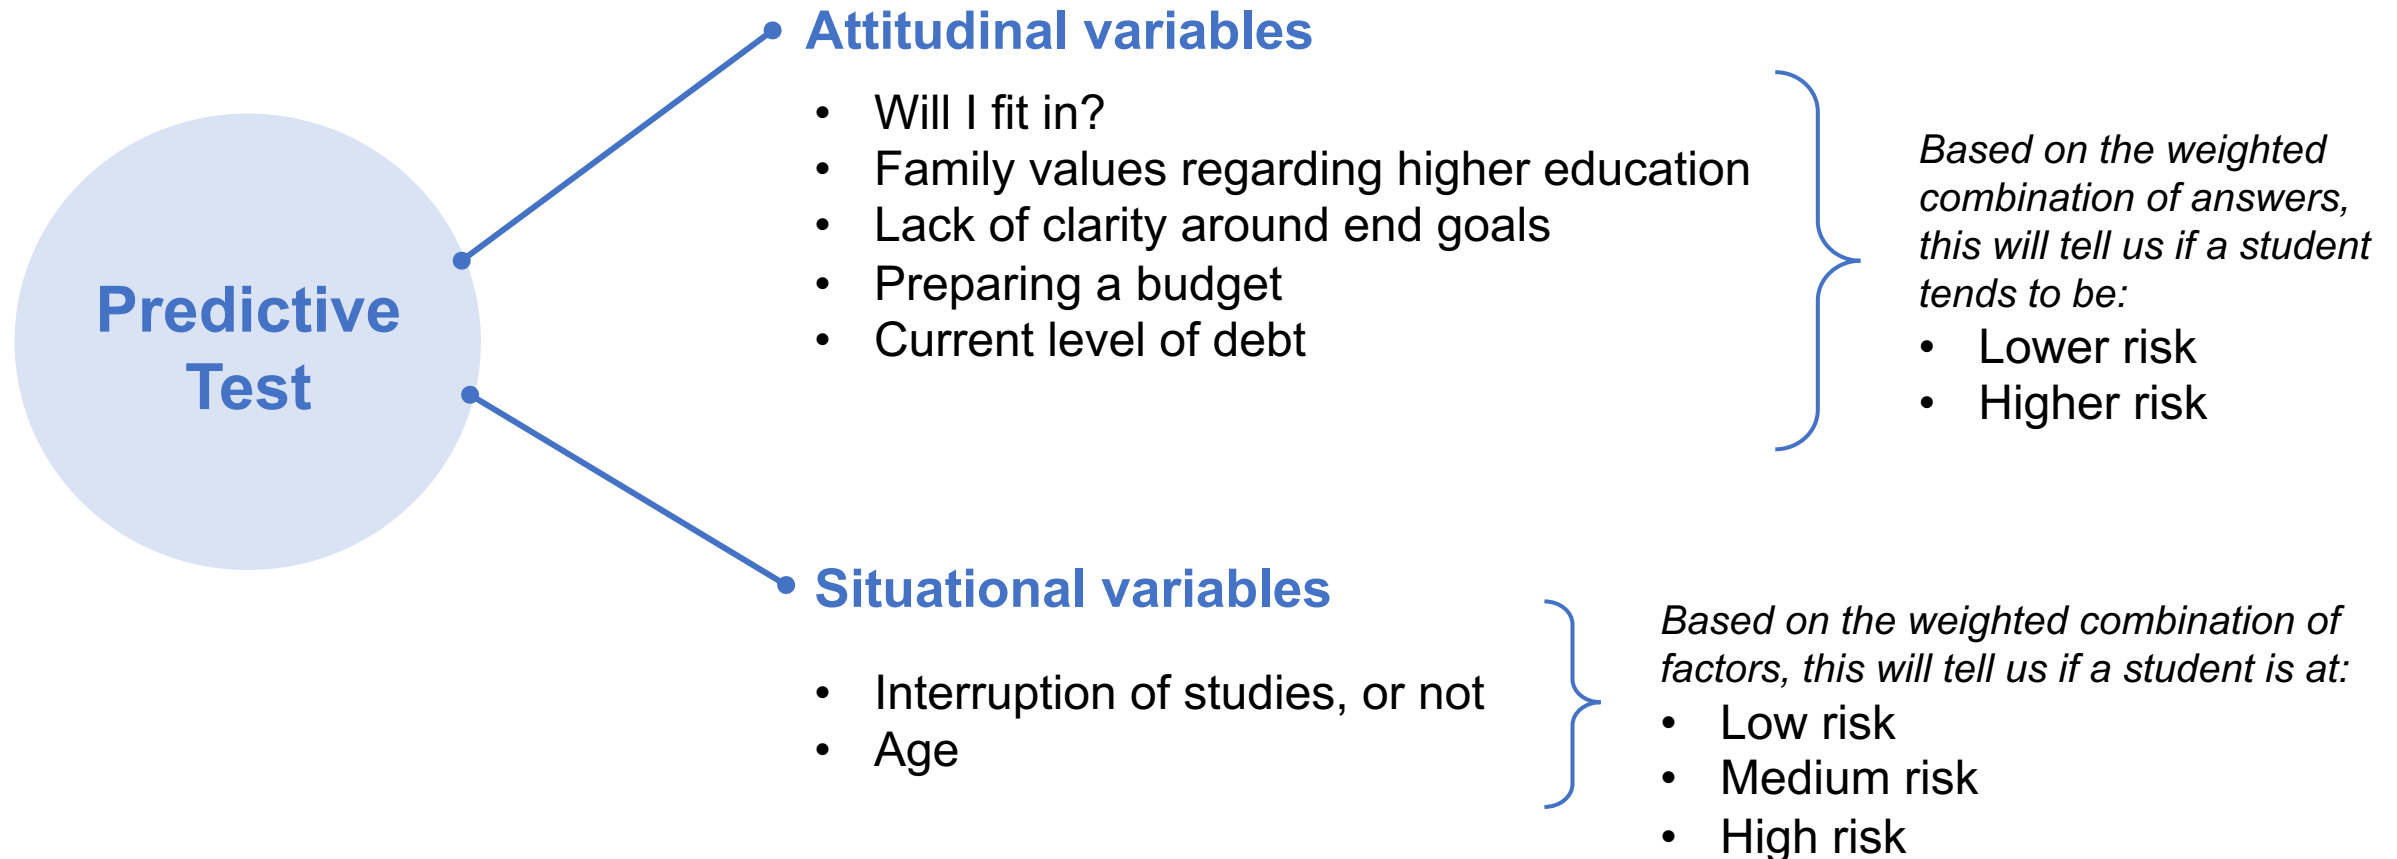 Predictive
Test
Attitudinal variables
• Will I fit in?
• Family values regarding higher education
• Lack of clarity around end goals
• Preparing a budget
• Current level of debt
Based on the weighted
combination of answers,
this will tell us if a student
tends to be:
• Lower risk
• Higher risk
Situational variables
• Interruption of studies, or not
• Age
Based on the weighted combination of
factors, this will tell us if a student is at:
• Low risk
• Medium risk
• High risk